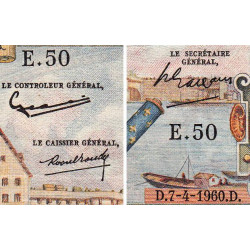 E.50
LE CONTROLEUR GÉNÉRAL,
LE CAISSIER GÉNÉRAL,
LE SECRÉTAIRE
GÉNÉRAL,
E.50
D.7-4-1960.D.